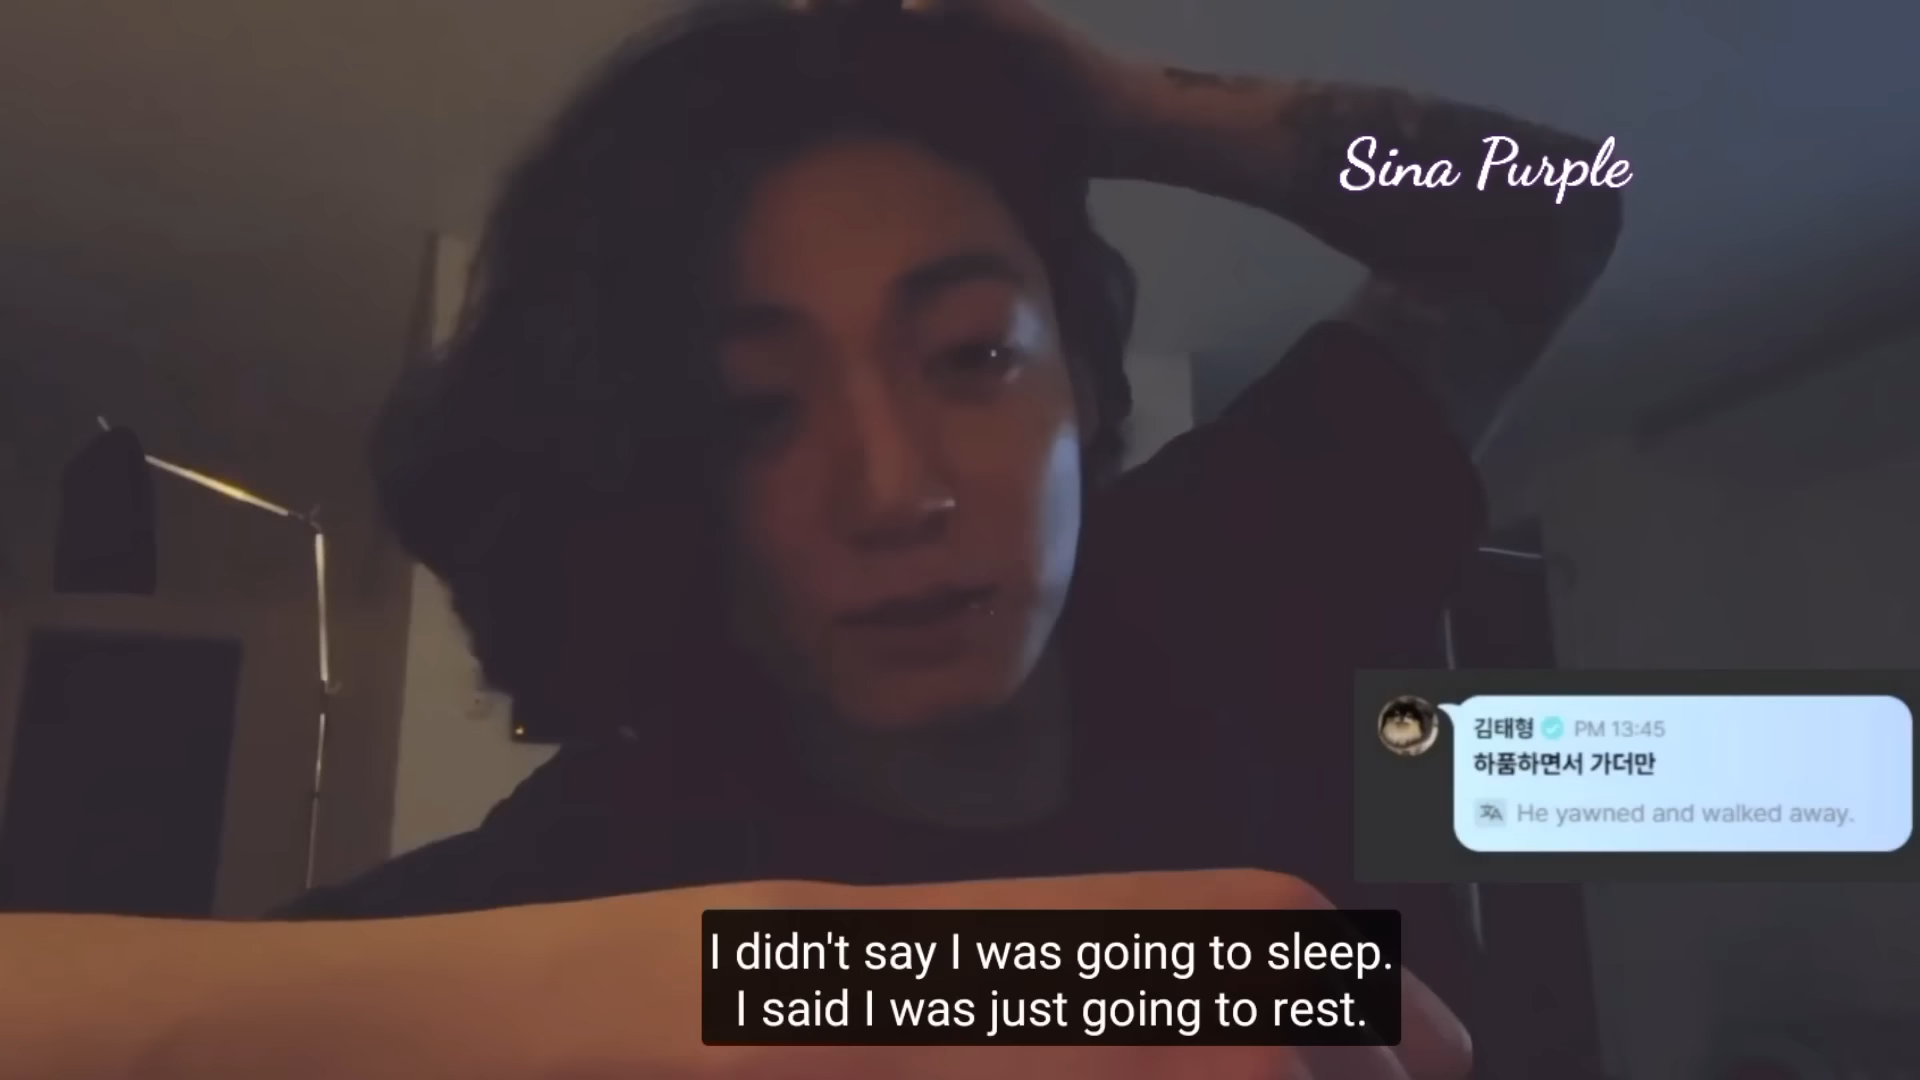 Sina Purple
김태형 PM 13:45
하품하면서 가더만
He yawned and walked away.
I didn't say I was going to sleep.
I said I was just going to rest.